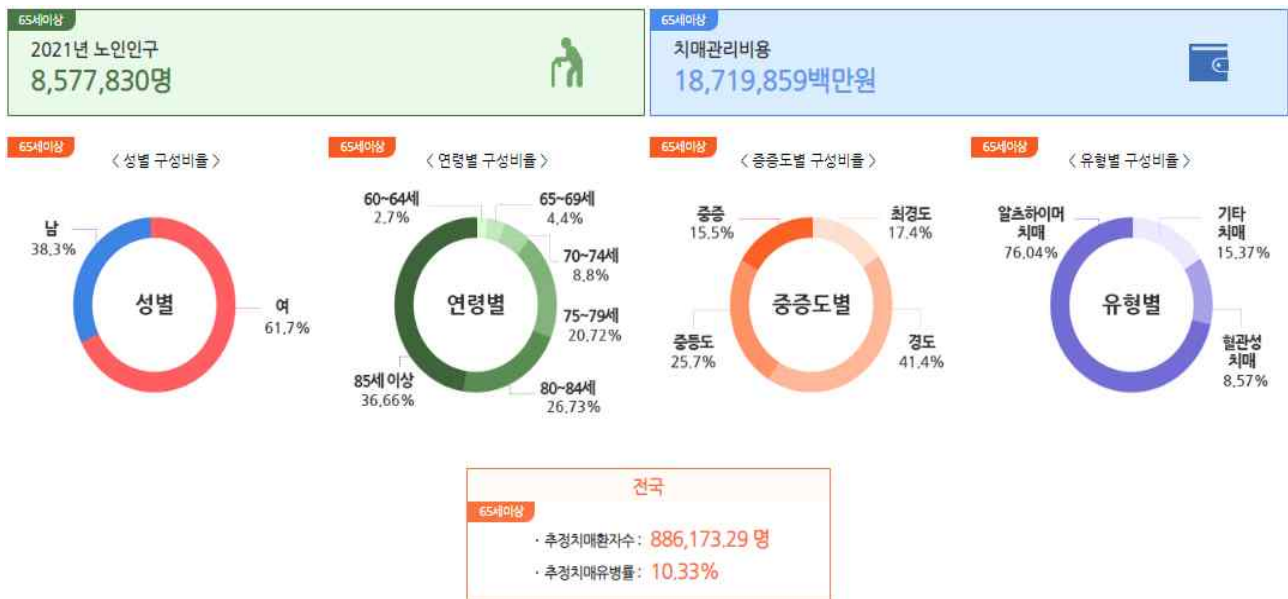 65세이상
2021년 노인인구
8,577,830명
65세이상
치매관리비용
18,719,859백만원
65세이상
< 성별 구성비율 >
남
38.3%
성별
여
61.7%
65세이상
< 연령별 구성비율 >
60~64세
2.7%
65~69세
4.4%
70~74세
8.8%
75~79세
20.72%
연령별
85세 이상
36.66%
80~84세
26.73%
65세이상
< 중증도별 구성비율 >
중증
15.5%
최경도
17.4%
중증도별
중등도
25.7%
경도
41.4%
65세이상
< 유형별 구성비율 >
알츠하이머
치매
76.04%
기타
치매
15.37%
유형별
혈관성
치매
8.57%
전국
65세이상
· 추정치매환자수 : 886,173.29 명
· 추정치매유병률 : 10.33%